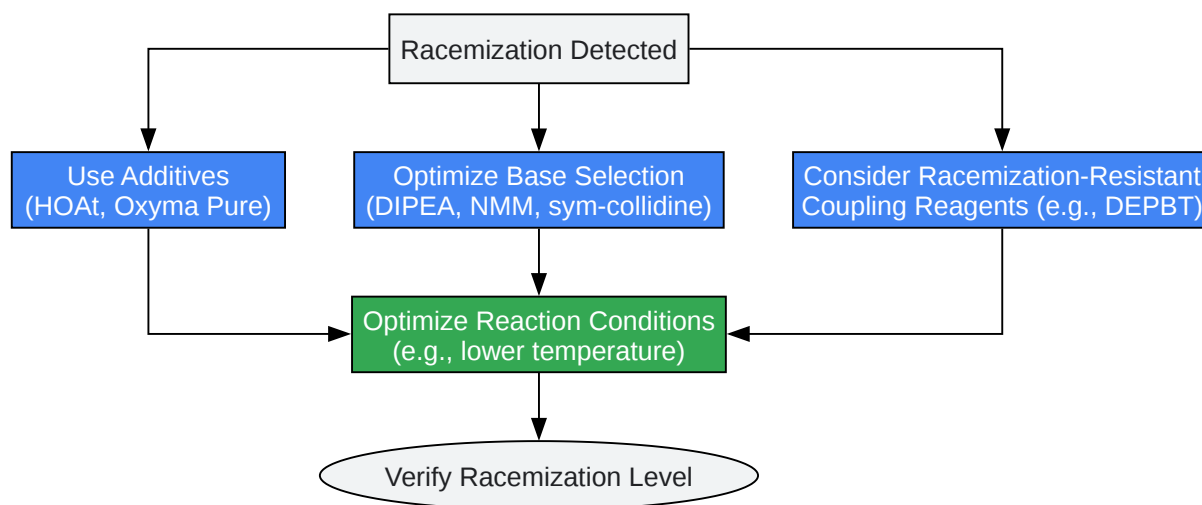 Racemization Detected
Use Additives
(HOAt, Oxyma Pure)
Optimize Base Selection
(DIPEA, NMM, sym-collidine)
Consider Racemization-Resistant
Coupling Reagents (e.g., DEPBT)
Optimize Reaction Conditions
(e.g., lower temperature)
Verify Racemization Level